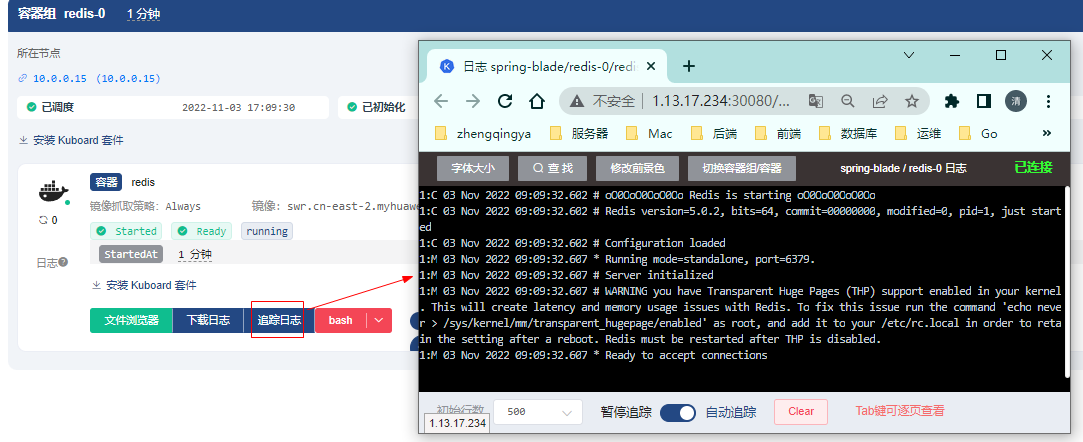 容器组 redis-0 1 分钟
所在节点
10.0.0.15 (10.0.0.15)
已调度 2022-11-03 17:09:30 已初始化
安装 Kuboard 套件
容器 redis
镜像抓取策略: Always 镜像: swr.cn-east-2.myhuawe
0
Started Ready running
日志 StartedAt 1 分钟
安装 Kuboard 套件
文件浏览器 下载日志 追踪日志 bash
日志 spring-blade/redis-0/redi
不安全 1.13.17.234:30080/... 清
zhengqingya 服务器 Mac 后端 前端 数据库 运维 Go »
字体大小 查 找 修改前景色 切换容器组/容器 spring-blade / redis-0 日志 已连接
1:C 03 Nov 2022 09:09:32.602 # oO0OoO0OoO0Oo Redis is starting oO0OoO0OoO0Oo
1:C 03 Nov 2022 09:09:32.602 # Redis version=5.0.2, bits=64, commit=00000000, modified=0, pid=1, just start
ed
1:C 03 Nov 2022 09:09:32.602 # Configuration loaded
1:M 03 Nov 2022 09:09:32.607 * Running mode=standalone, port=6379.
1:M 03 Nov 2022 09:09:32.607 # Server initialized
1:M 03 Nov 2022 09:09:32.607 # WARNING you have Transparent Huge Pages (THP) support enabled in your kernel
. This will create latency and memory usage issues with Redis. To fix this issue run the command 'echo neve
r > /sys/kernel/mm/transparent_hugepage/enabled' as root, and add it to your /etc/rc.local in order to reta
in the setting after a reboot. Redis must be restarted after THP is disabled.
1:M 03 Nov 2022 09:09:32.607 * Ready to accept connections
初始行数 500 暂停追踪 自动追踪 Clear Tab键可逐页查看
1.13.17.234